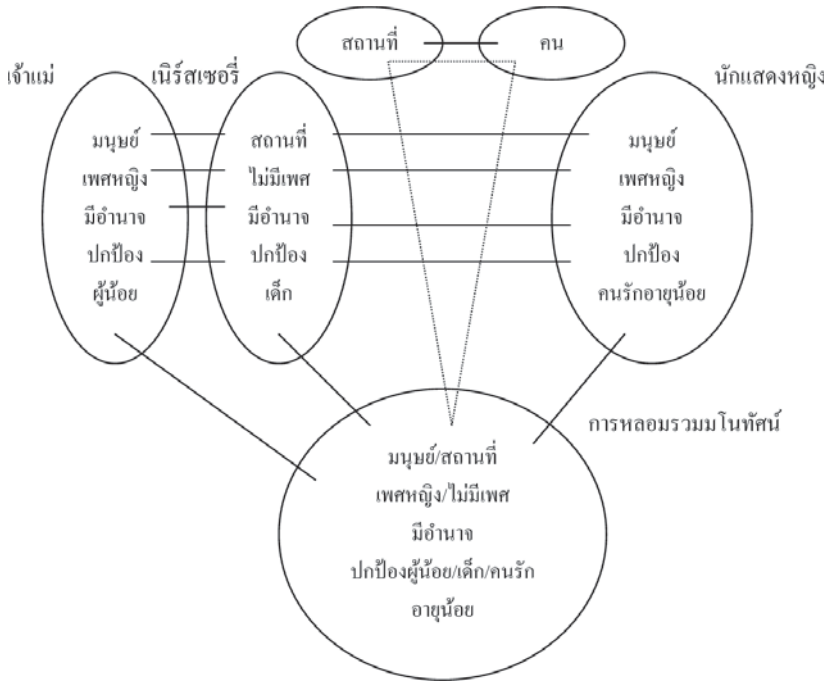 สถานที่
คน
เจ้าแม่
เนิร์สเซอรี่
นักแสดงหญิง
มนุษย์
เพศหญิง
มีอำนาจ
ปกป้อง
ผู้น้อย
สถานที่
ไม่มีเพศ
มีอำนาจ
ปกป้อง
เด็ก
มนุษย์
เพศหญิง
มีอำนาจ
ปกป้อง
คนรักอายุน้อย
การหลอมรวมมโนทัศน์
มนุษย์/สถานที่
เพศหญิง/ไม่มีเพศ
มีอำนาจ
ปกป้องผู้น้อย/เด็ก/คนรัก
อายุน้อย